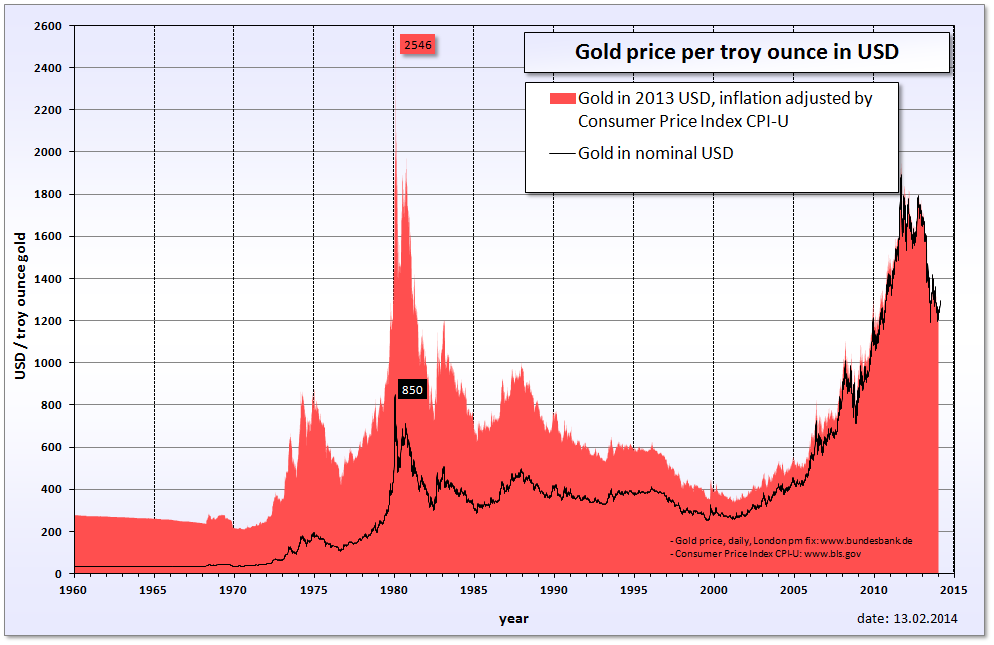 Gold price per troy ounce in USD
Gold in 2013 USD, inflation adjusted by
Consumer Price Index CPI-U
Gold in nominal USD
2546
850
2600
2400
2200
2000
1800
1600
1400
1200
1000
800
600
400
200
0
USD / troy ounce gold
- Gold price, daily, London pm fix: www.bundesbank.de
- Consumer Price Index CPI-U: www.bls.gov
1960 1965 1970 1975 1980 1985 1990 1995 2000 2005 2010 2015
year
date: 13.02.2014